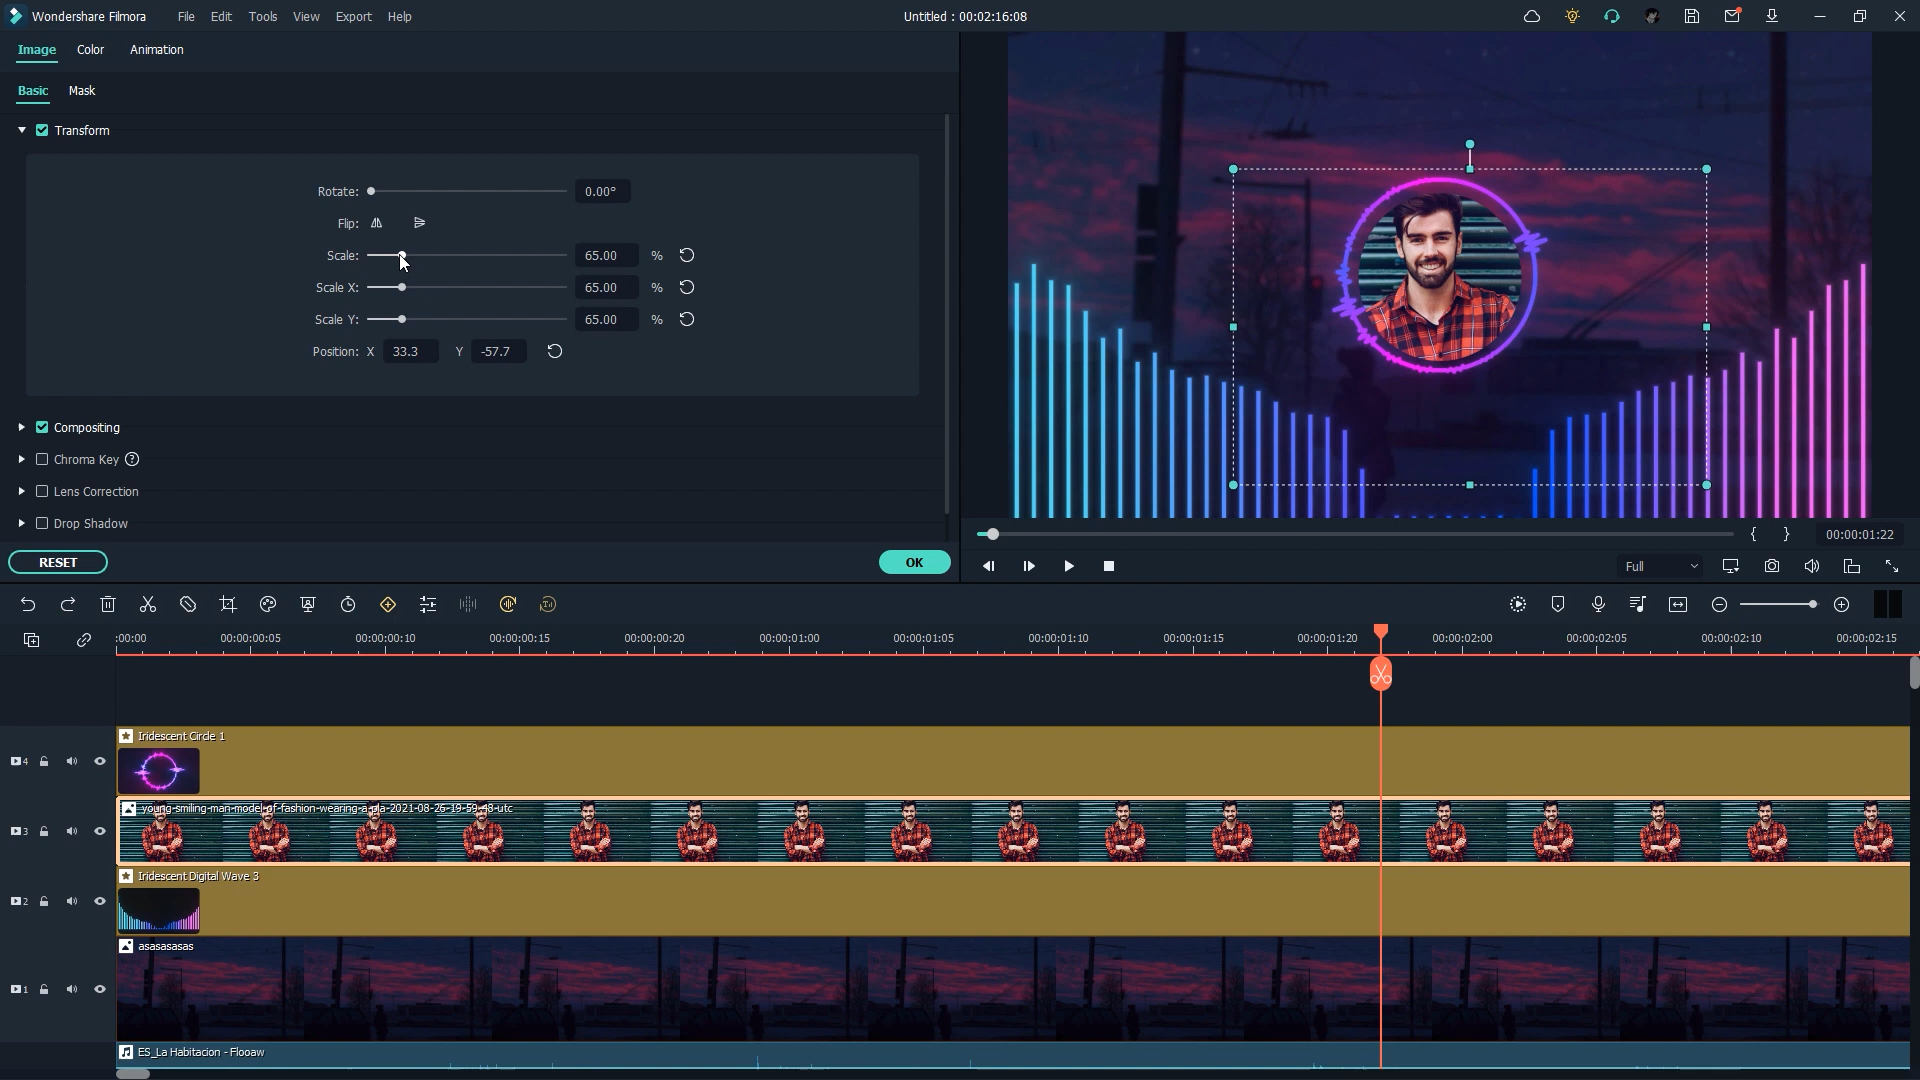 Wondershare Filmora File Edit Tools View Export Help Untitled : 00:02:16:08
Image Color Animation
Basic Mask
Transform
Rotate: 0.00°
Flip:
Scale: 65.00 %
Scale X: 65.00 %
Scale Y: 65.00 %
Position: X 33.3 Y -57.7
Compositing
Chroma Key ?
Lens Correction
Drop Shadow
RESET OK
{ } 00:00:01:22
Full
:00:00 00:00:00:05 00:00:00:10 00:00:00:15 00:00:00:20 00:00:01:00 00:00:01:05 00:00:01:10 00:00:01:15 00:00:01:20 00:00:02:00 00:00:02:05 00:00:02:10 00:00:02:15
Iridescent Circle 1
4
young-smiling-man-model-of-fashion-wearing-a-pla-2021-08-26-19-59-48-utc
3
Iridescent Digital Wave 3
2
asasasasas
1
ES_La Habitacion - Flooaw